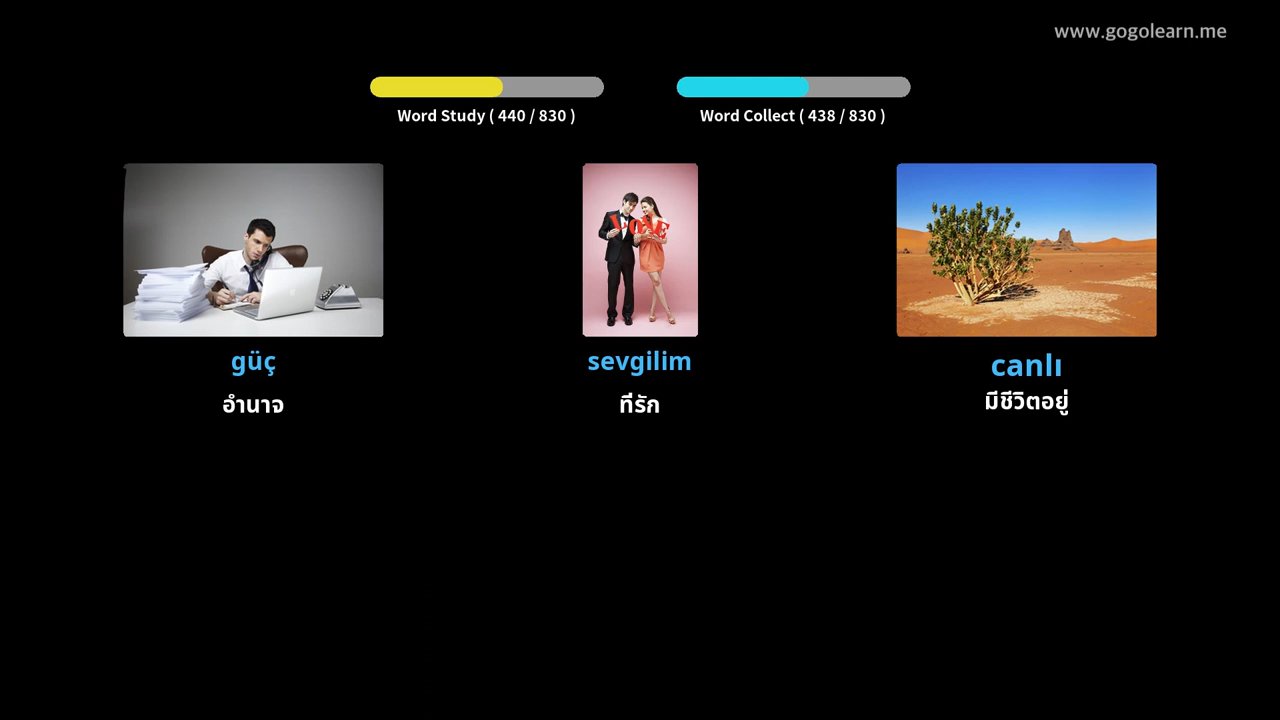 www.gogolearn.me
Word Study ( 440 / 830 )
Word Collect ( 438 / 830 )
LOVE
güç
sevgilim
canlı
อำนาจ
ที่รัก
มีชีวิตอยู่